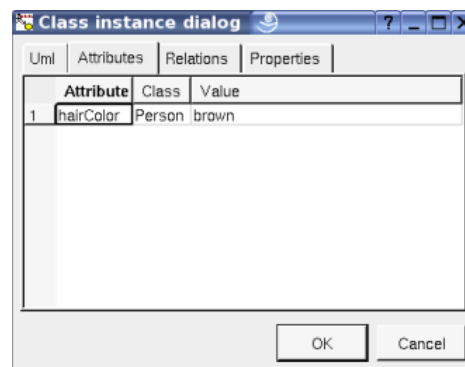 Class instance dialog ? _ □ X
Uml Attributes Relations Properties
Attribute Class Value
1 hairColor Person brown
OK Cancel